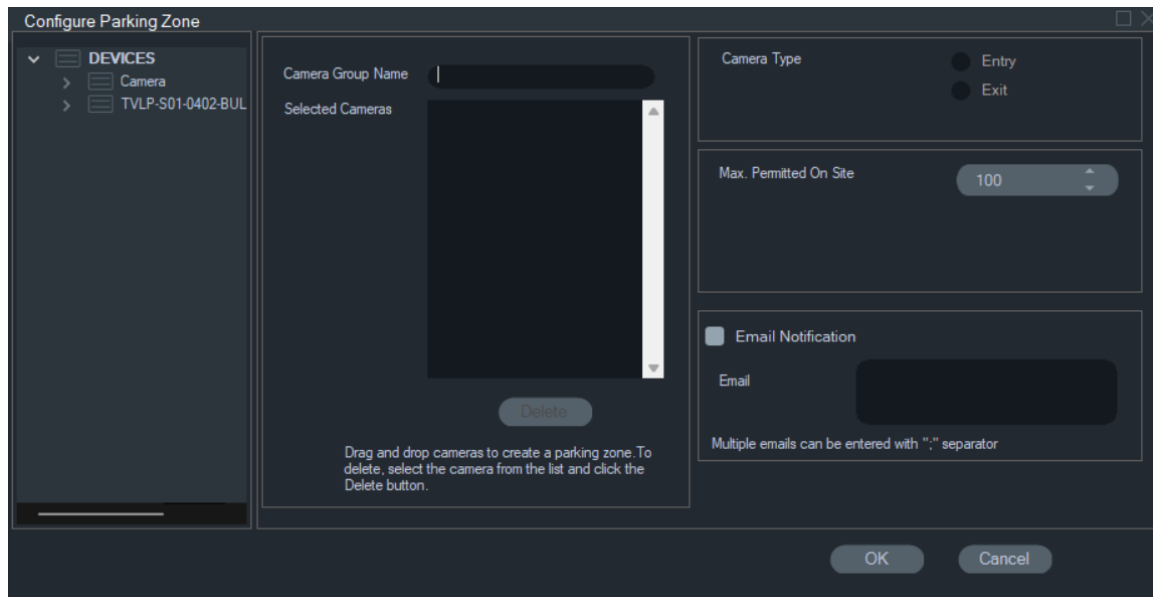 Configure Parking Zone
DEVICES
Camera
TVLP-S01-0402-BUL
Camera Group Name
Selected Cameras
Delete
Drag and drop cameras to create a parking zone.To
delete, select the camera from the list and click the
Delete button.
Camera Type
Entry
Exit
Max. Permitted On Site
100
Email Notification
Email
Multiple emails can be entered with ";" separator
OK
Cancel